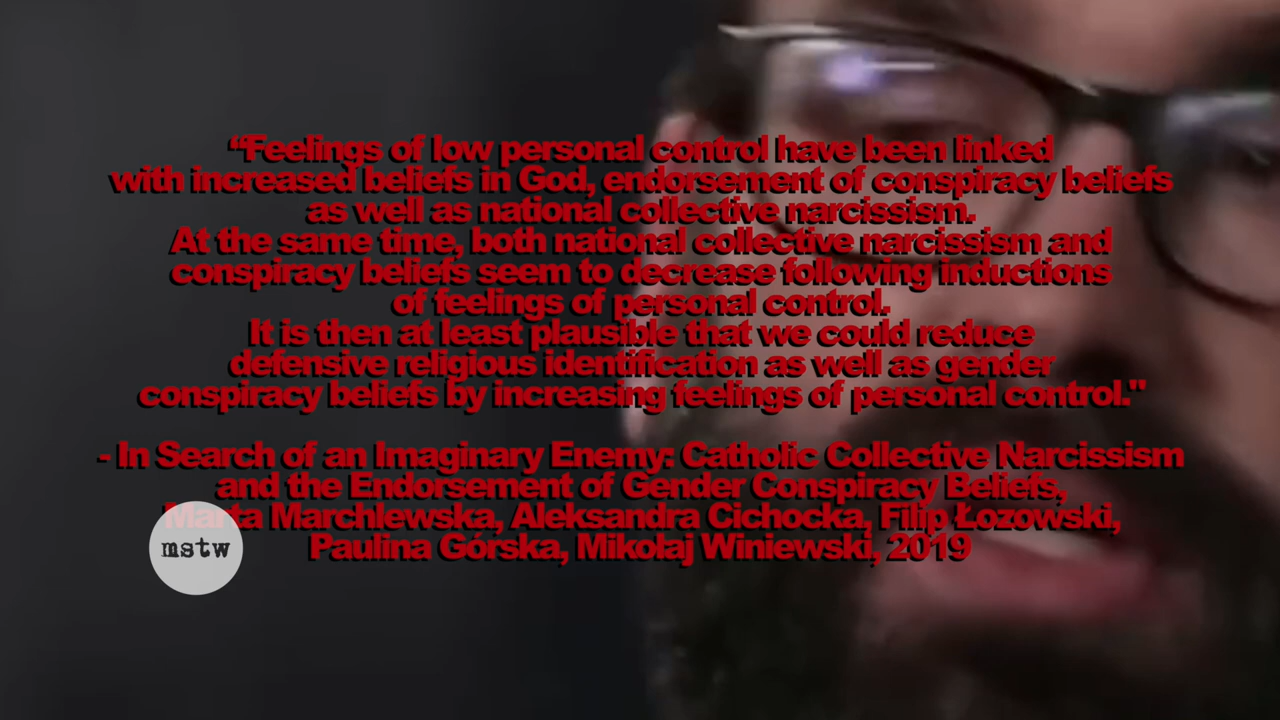 “Feelings of low personal control have been linked
with increased beliefs in God, endorsement of conspiracy beliefs
as well as national collective narcissism.
At the same time, both national collective narcissism and
conspiracy beliefs seem to decrease following inductions
of feelings of personal control.
It is then at least plausible that we could reduce
defensive religious identification as well as gender
conspiracy beliefs by increasing feelings of personal control."
- In Search of an Imaginary Enemy: Catholic Collective Narcissism
and the Endorsement of Gender Conspiracy Beliefs,
Marta Marchlewska, Aleksandra Cichocka, Filip Łozowski,
Paulina Górska, Mikołaj Winiewski, 2019
mstw